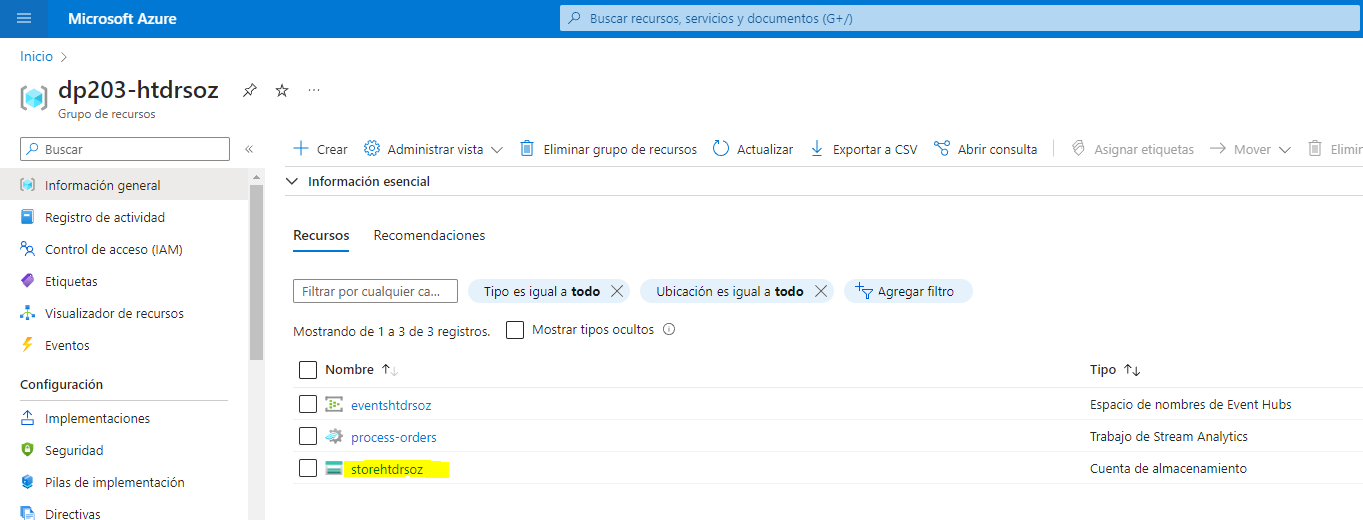 Microsoft Azure
Buscar recursos, servicios y documentos (G+/)
Inicio
dp203-htdrsoz
Grupo de recursos
Buscar
Crear
Administrar vista
Eliminar grupo de recursos
Actualizar
Exportar a CSV
Abrir consulta
Asignar etiquetas
Mover
Elimin
Información general
Registro de actividad
Control de acceso (IAM)
Etiquetas
Visualizador de recursos
Eventos
Configuración
Implementaciones
Seguridad
Pilas de implementación
Directivas
Información esencial
Recursos
Recomendaciones
Filtrar por cualquier ca...
Tipo es igual a todo
Ubicación es igual a todo
Agregar filtro
Mostrando de 1 a 3 de 3 registros.
Mostrar tipos ocultos
Nombre
Tipo
eventshtdrsoz
Espacio de nombres de Event Hubs
process-orders
Trabajo de Stream Analytics
storehtdrsoz
Cuenta de almacenamiento